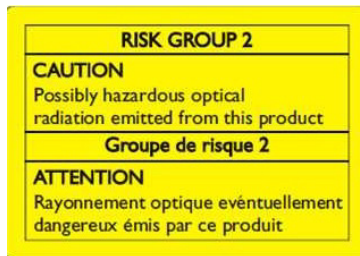 RISK GROUP 2
CAUTION
Possibly hazardous optical
radiation emitted from this product
Groupe de risque 2
ATTENTION
Rayonnement optique evéntuellement
dangereux émis par ce produit